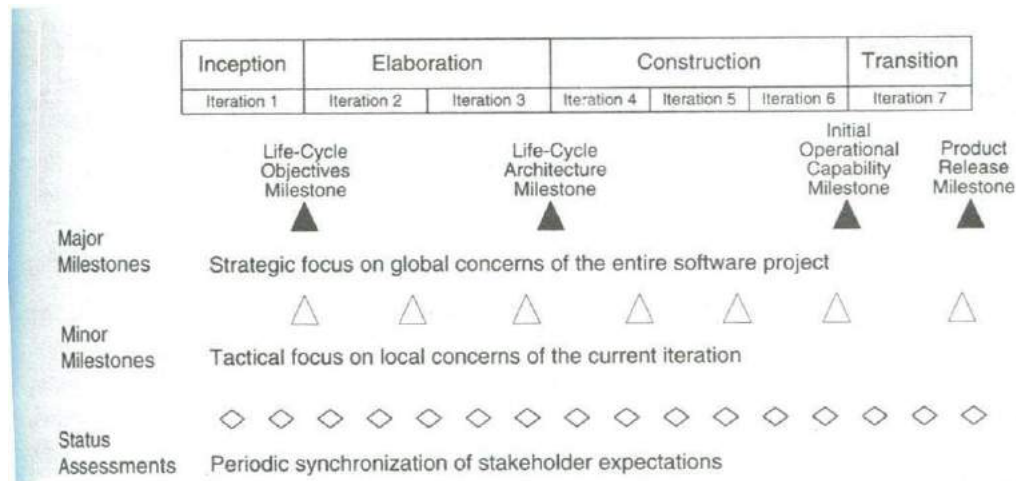 Inception Elaboration Construction Transition
Iteration 1 Iteration 2 Iteration 3 Iteration 4 Iteration 5 Iteration 6 Iteration 7
Life-Cycle
Objectives
Milestone
Life-Cycle
Architecture
Milestone
Initial
Operational
Capability
Milestone
Product
Release
Milestone
Major
Milestones
Strategic focus on global concerns of the entire software project
Minor
Milestones
Tactical focus on local concerns of the current iteration
Status
Assessments
Periodic synchronization of stakeholder expectations